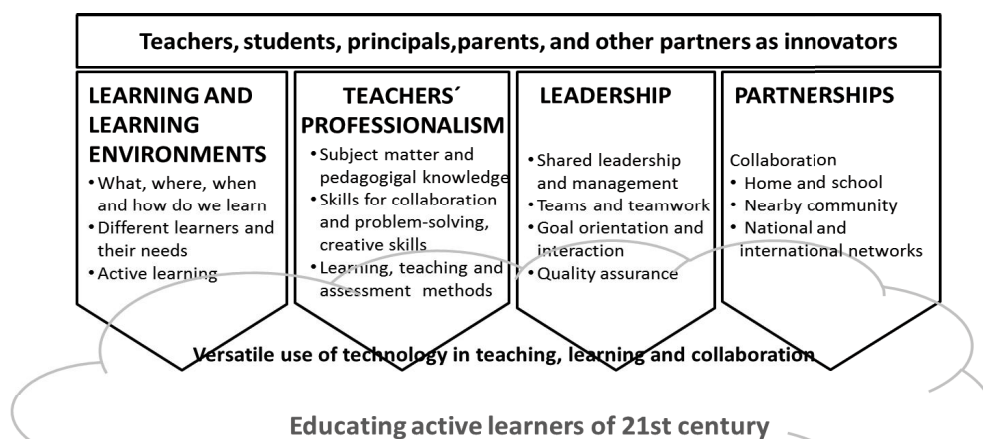 Teachers, students, principals,parents, and other partners as innovators
LEARNING AND
LEARNING
ENVIRONMENTS
• What, where, when
and how do we learn
• Different learners and
their needs
• Active learning
TEACHERS´
PROFESSIONALISM
• Subject matter and
pedagogigal knowledge
• Skills for collaboration
and problem-solving,
creative skills
• Learning, teaching and
assessment methods
LEADERSHIP
• Shared leadership
and management
• Teams and teamwork
• Goal orientation and
interaction
• Quality assurance
PARTNERSHIPS
Collaboration
• Home and school
• Nearby community
• National and
international networks
Versatile use of technology in teaching, learning and collaboration
Educating active learners of 21st century